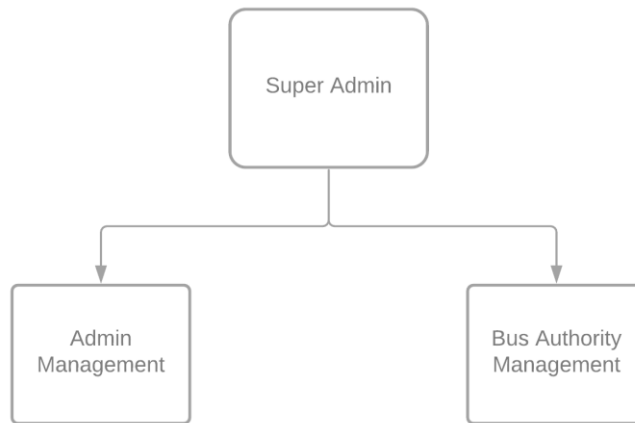 Super Admin
Admin
Management
Bus Authority
Management